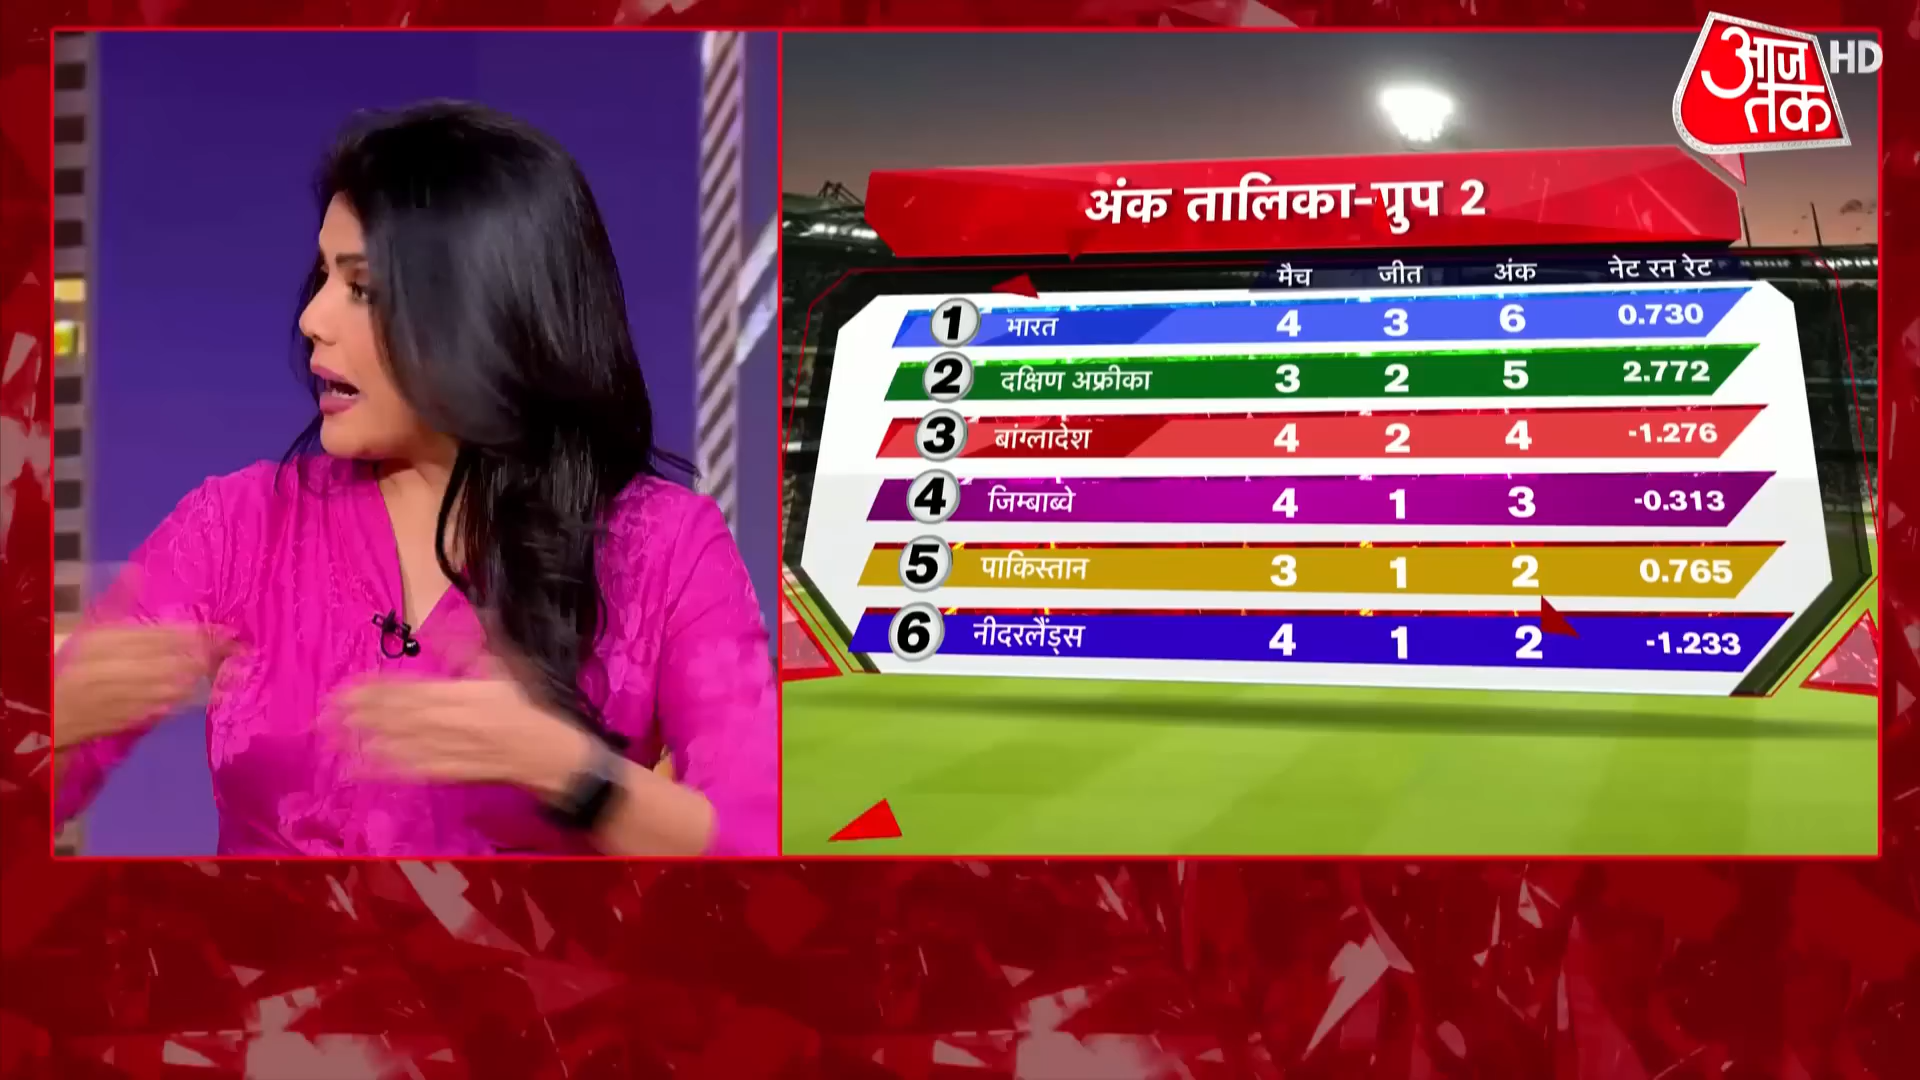 आज तक HD
अंक तालिका-ग्रुप 2
मैच जीत अंक नेट रन रेट
1 भारत 4 3 6 0.730
2 दक्षिण अफ्रीका 3 2 5 2.772
3 बांग्लादेश 4 2 4 -1.276
4 जिम्बाब्वे 4 1 3 -0.313
5 पाकिस्तान 3 1 2 0.765
6 नीदरलैंड्स 4 1 2 -1.233